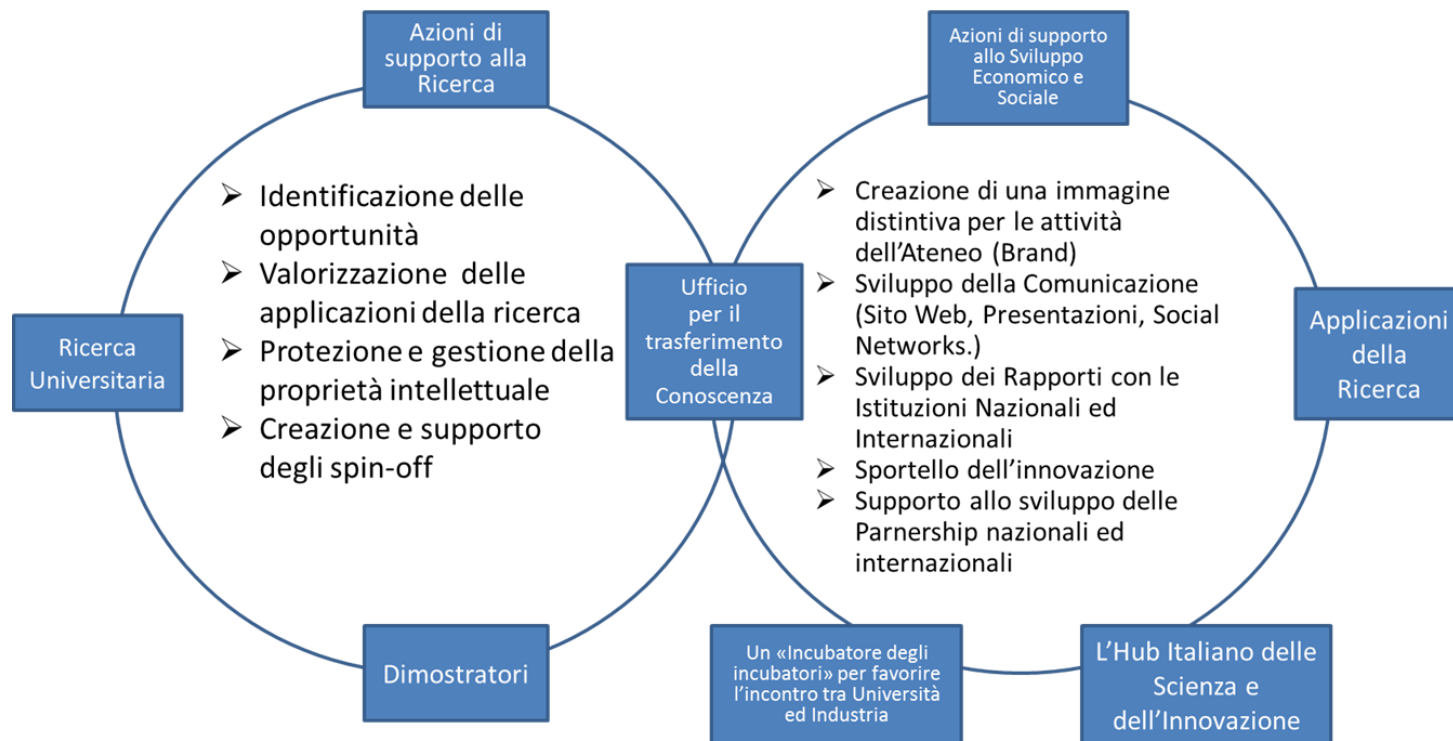 Azioni di
supporto alla
Ricerca
Azioni di supporto
allo Sviluppo
Economico e
Sociale
Ricerca
Universitaria
➢ Identificazione delle
opportunità
➢ Valorizzazione delle
applicazioni della ricerca
➢ Protezione e gestione della
proprietà intellettuale
➢ Creazione e supporto
degli spin-off
Ufficio
per il
trasferimento
della
Conoscenza
➢ Creazione di una immagine
distintiva per le attività
dell’Ateneo (Brand)
➢ Sviluppo della Comunicazione
(Sito Web, Presentazioni, Social
Networks.)
➢ Sviluppo dei Rapporti con le
Istituzioni Nazionali ed
Internazionali
➢ Sportello dell’innovazione
➢ Supporto allo sviluppo delle
Parnership nazionali ed
internazionali
Applicazioni
della
Ricerca
Dimostratori
Un «Incubatore degli
incubatori» per favorire
l’incontro tra Università
ed Industria
L’Hub Italiano delle
Scienza e
dell’Innovazione